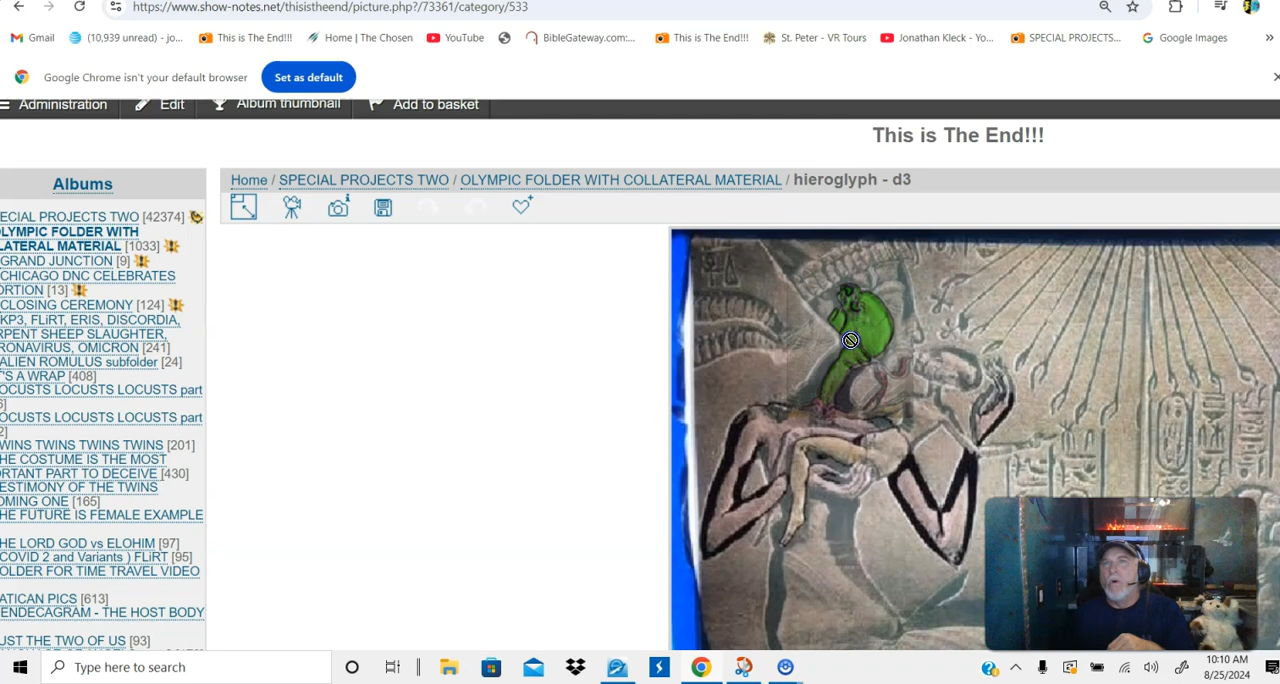 https://www.show-notes.net/thisistheend/picture.php?/73361/category/533
Gmail (10,939 unread) - jo... This is The End!!! Home | The Chosen YouTube BibleGateway.com:... This is The End!!! St. Peter - VR Tours Jonathan Kleck - Yo... SPECIAL PROJECTS... Google Images »
Google Chrome isn't your default browser Set as default
Administration Edit Album thumbnail Add to basket
This is The End!!!
Albums
Home / SPECIAL PROJECTS TWO / OLYMPIC FOLDER WITH COLLATERAL MATERIAL / hieroglyph - d3
ECIAL PROJECTS TWO [42374]
OLYMPIC FOLDER WITH
LATERAL MATERIAL [1033]
GRAND JUNCTION [9]
CHICAGO DNC CELEBRATES
ORTION [13]
CLOSING CEREMONY [124]
KP3, FLiRT, ERIS, DISCORDIA,
RPENT SHEEP SLAUGHTER,
RONAVIRUS, OMICRON [241]
ALIEN ROMULUS subfolder [24]
T'S A WRAP [408]
OCUSTS LOCUSTS LOCUSTS part
6]
OCUSTS LOCUSTS LOCUSTS part
2]
WINS TWINS TWINS TWINS [201]
HE COSTUME IS THE MOST
ORTANT PART TO DECEIVE [430]
ESTIMONY OF THE TWINS
OMING ONE [165]
HE FUTURE IS FEMALE EXAMPLE
HE LORD GOD vs ELOHIM [97]
COVID 2 and Variants ) FLiRT [95]
OLDER FOR TIME TRAVEL VIDEO
ATICAN PICS [613]
ENDECAGRAM - THE HOST BODY
UST THE TWO OF US [93]
Type here to search
10:10 AM
8/25/2024